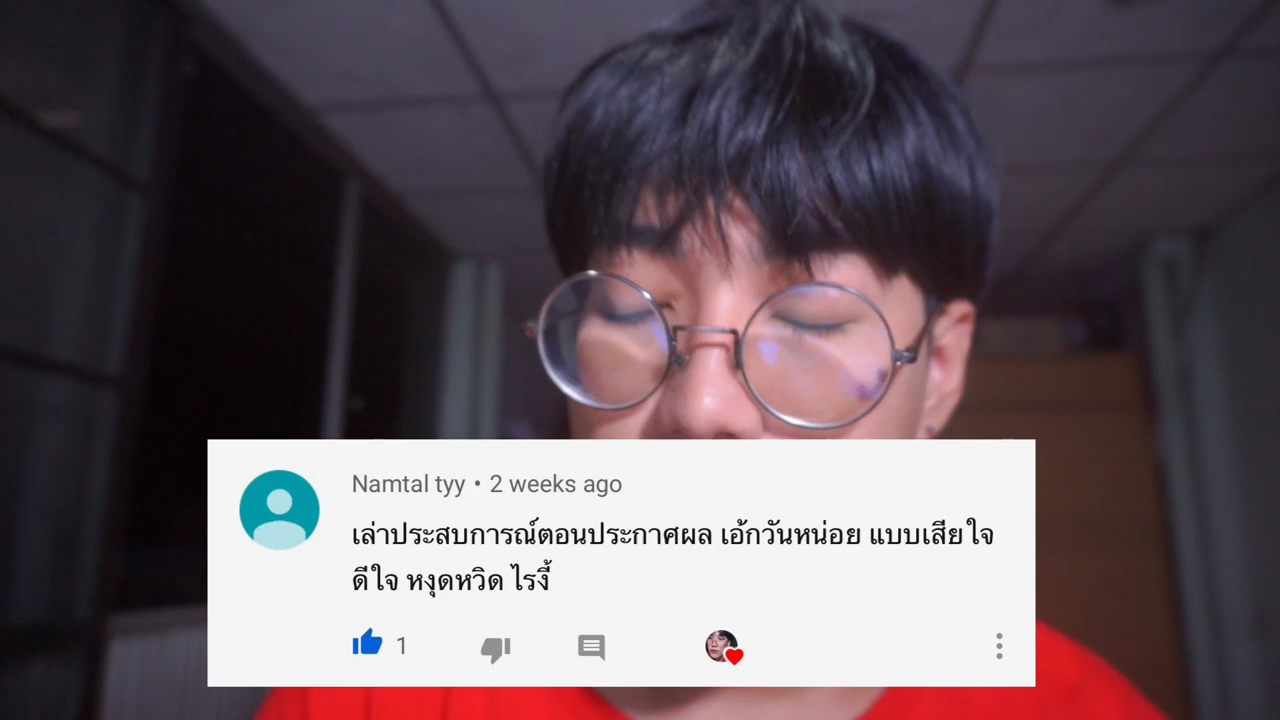 Namtal tyy • 2 weeks ago
เล่าประสบการณ์ตอนประกาศผล เอ้กวันหน่อย แบบเสียใจ
ดีใจ หงุดหวิด ไรงี้
1